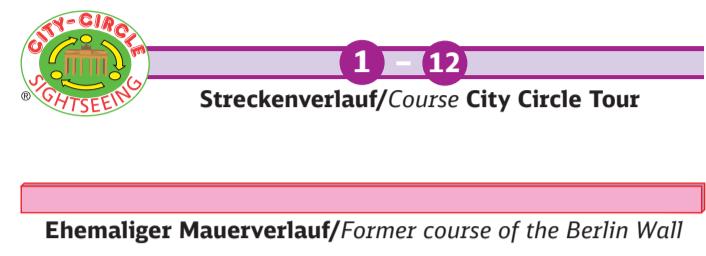 CITY-CIRCLE
SIGHTSEEING
®
1 – 12
Streckenverlauf/Course City Circle Tour
Ehemaliger Mauerverlauf/Former course of the Berlin Wall